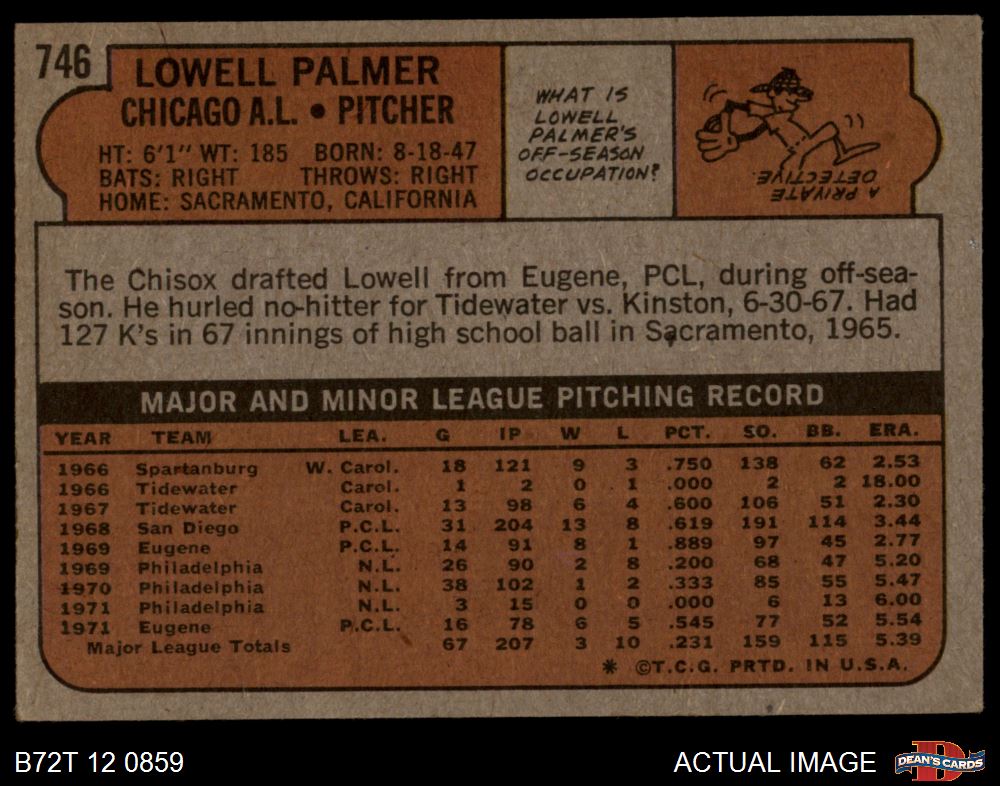 746
LOWELL PALMER
CHICAGO A.L. • PITCHER
HT: 6'1" WT: 185 BORN: 8-18-47
BATS: RIGHT THROWS: RIGHT
HOME: SACRAMENTO, CALIFORNIA
WHAT IS
LOWELL
PALMER'S
OFF-SEASON
OCCUPATION?
A PRIVATE
DETECTIVE.
The Chisox drafted Lowell from Eugene, PCL, during off-sea-
son. He hurled no-hitter for Tidewater vs. Kinston, 6-30-67. Had
127 K's in 67 innings of high school ball in Sacramento, 1965.
MAJOR AND MINOR LEAGUE PITCHING RECORD
YEAR TEAM LEA. G IP W L PCT. SO. BB. ERA.
1966 Spartanburg W. Carol. 18 121 9 3 .750 138 62 2.53
1966 Tidewater Carol. 1 2 0 1 .000 2 2 18.00
1967 Tidewater Carol. 13 98 6 4 .600 106 51 2.30
1968 San Diego P.C.L. 31 204 13 8 .619 191 114 3.44
1969 Eugene P.C.L. 14 91 8 1 .889 97 45 2.77
1969 Philadelphia N.L. 26 90 2 8 .200 68 47 5.20
1970 Philadelphia N.L. 38 102 1 2 .333 85 55 5.47
1971 Philadelphia N.L. 3 15 0 0 .000 6 13 6.00
1971 Eugene P.C.L. 16 78 6 5 .545 77 52 5.54
Major League Totals 67 207 3 10 .231 159 115 5.39
* ©T.C.G. PRTD. IN U.S.A.
B72T 12 0859
ACTUAL IMAGE
D
DEAN'S CARDS